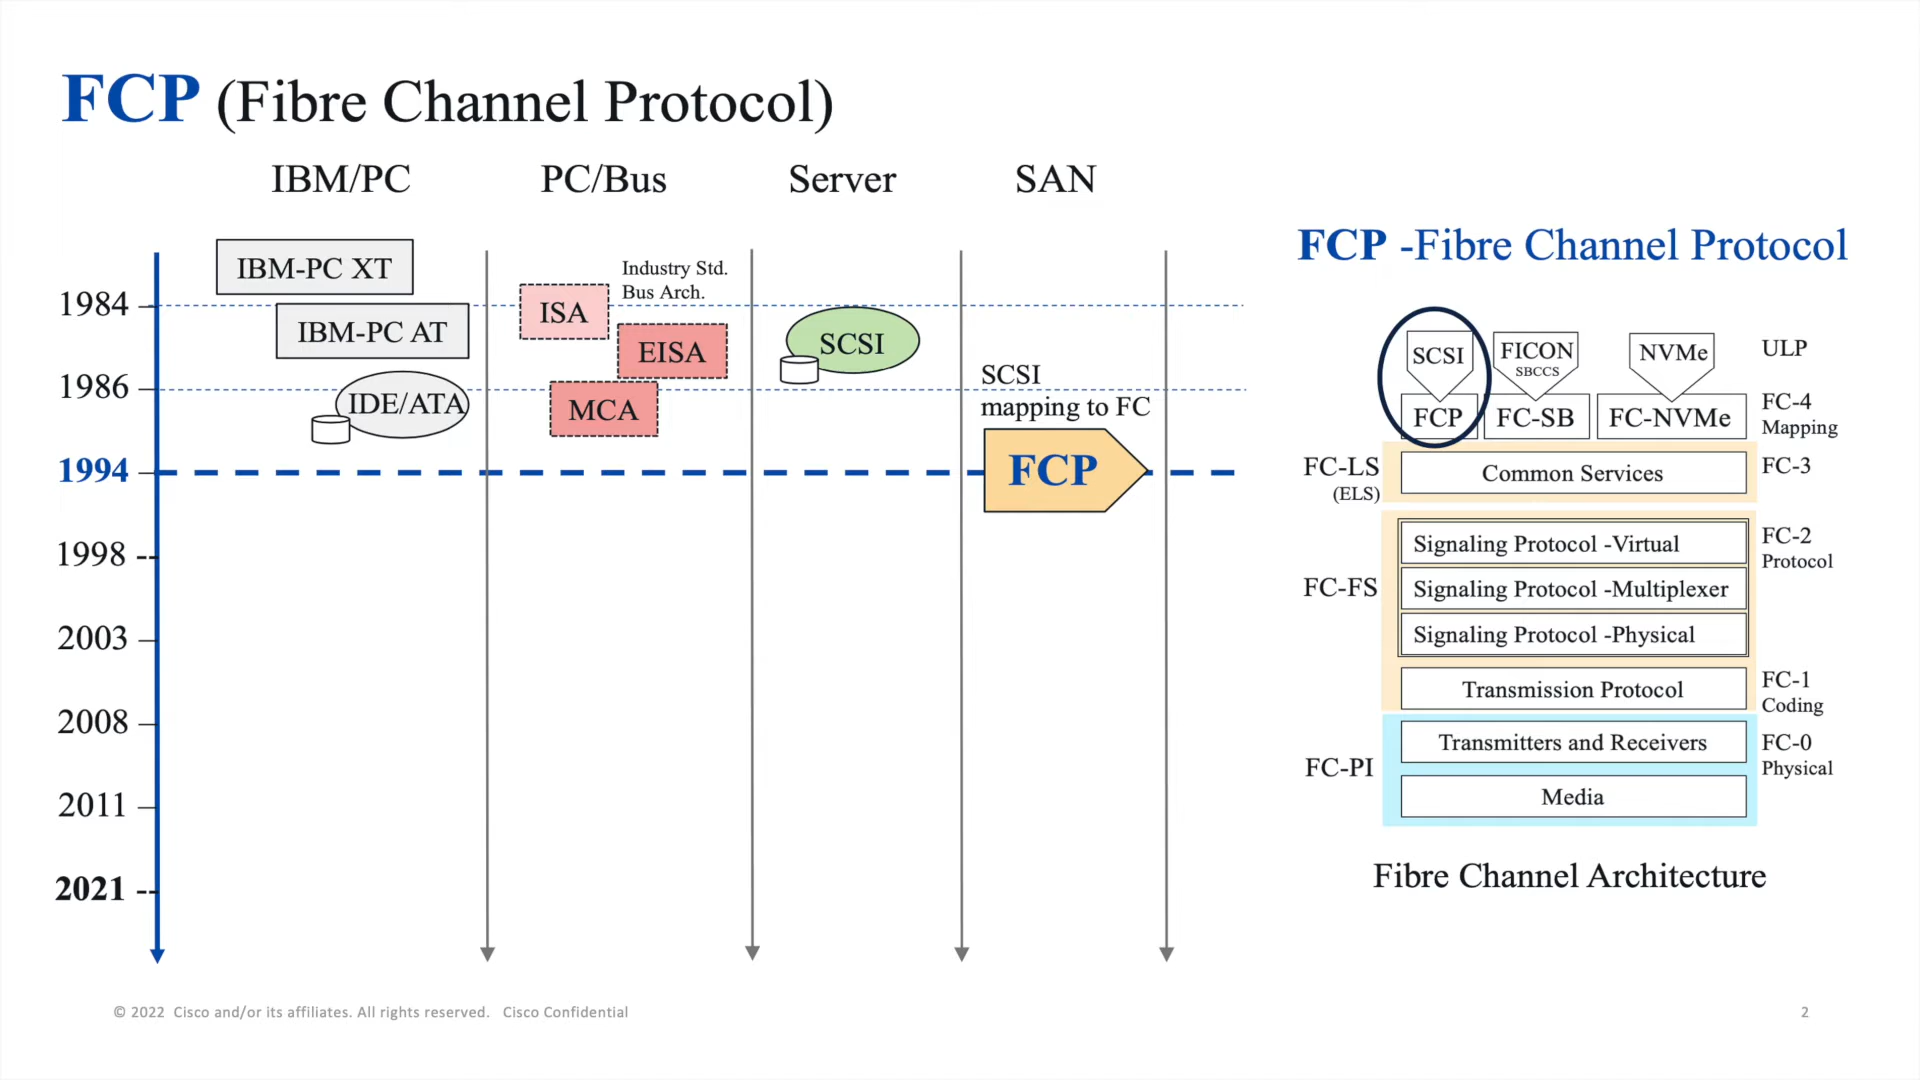 FCP (Fibre Channel Protocol)
IBM/PC
PC/Bus
Server
SAN
1984
1986
1994
1998
2003
2008
2011
2021
IBM-PC XT
IBM-PC AT
IDE/ATA
ISA
Industry Std.
Bus Arch.
EISA
MCA
SCSI
SCSI
mapping to FC
FCP
FCP -Fibre Channel Protocol
SCSI
FICON
SBCCS
NVMe
ULP
FCP
FC-SB
FC-NVMe
FC-4
Mapping
FC-LS
(ELS)
Common Services
FC-3
FC-FS
Signaling Protocol -Virtual
Signaling Protocol -Multiplexer
Signaling Protocol -Physical
FC-2
Protocol
Transmission Protocol
FC-1
Coding
FC-PI
Transmitters and Receivers
FC-0
Physical
Media
Fibre Channel Architecture
© 2022 Cisco and/or its affiliates. All rights reserved. Cisco Confidential
2